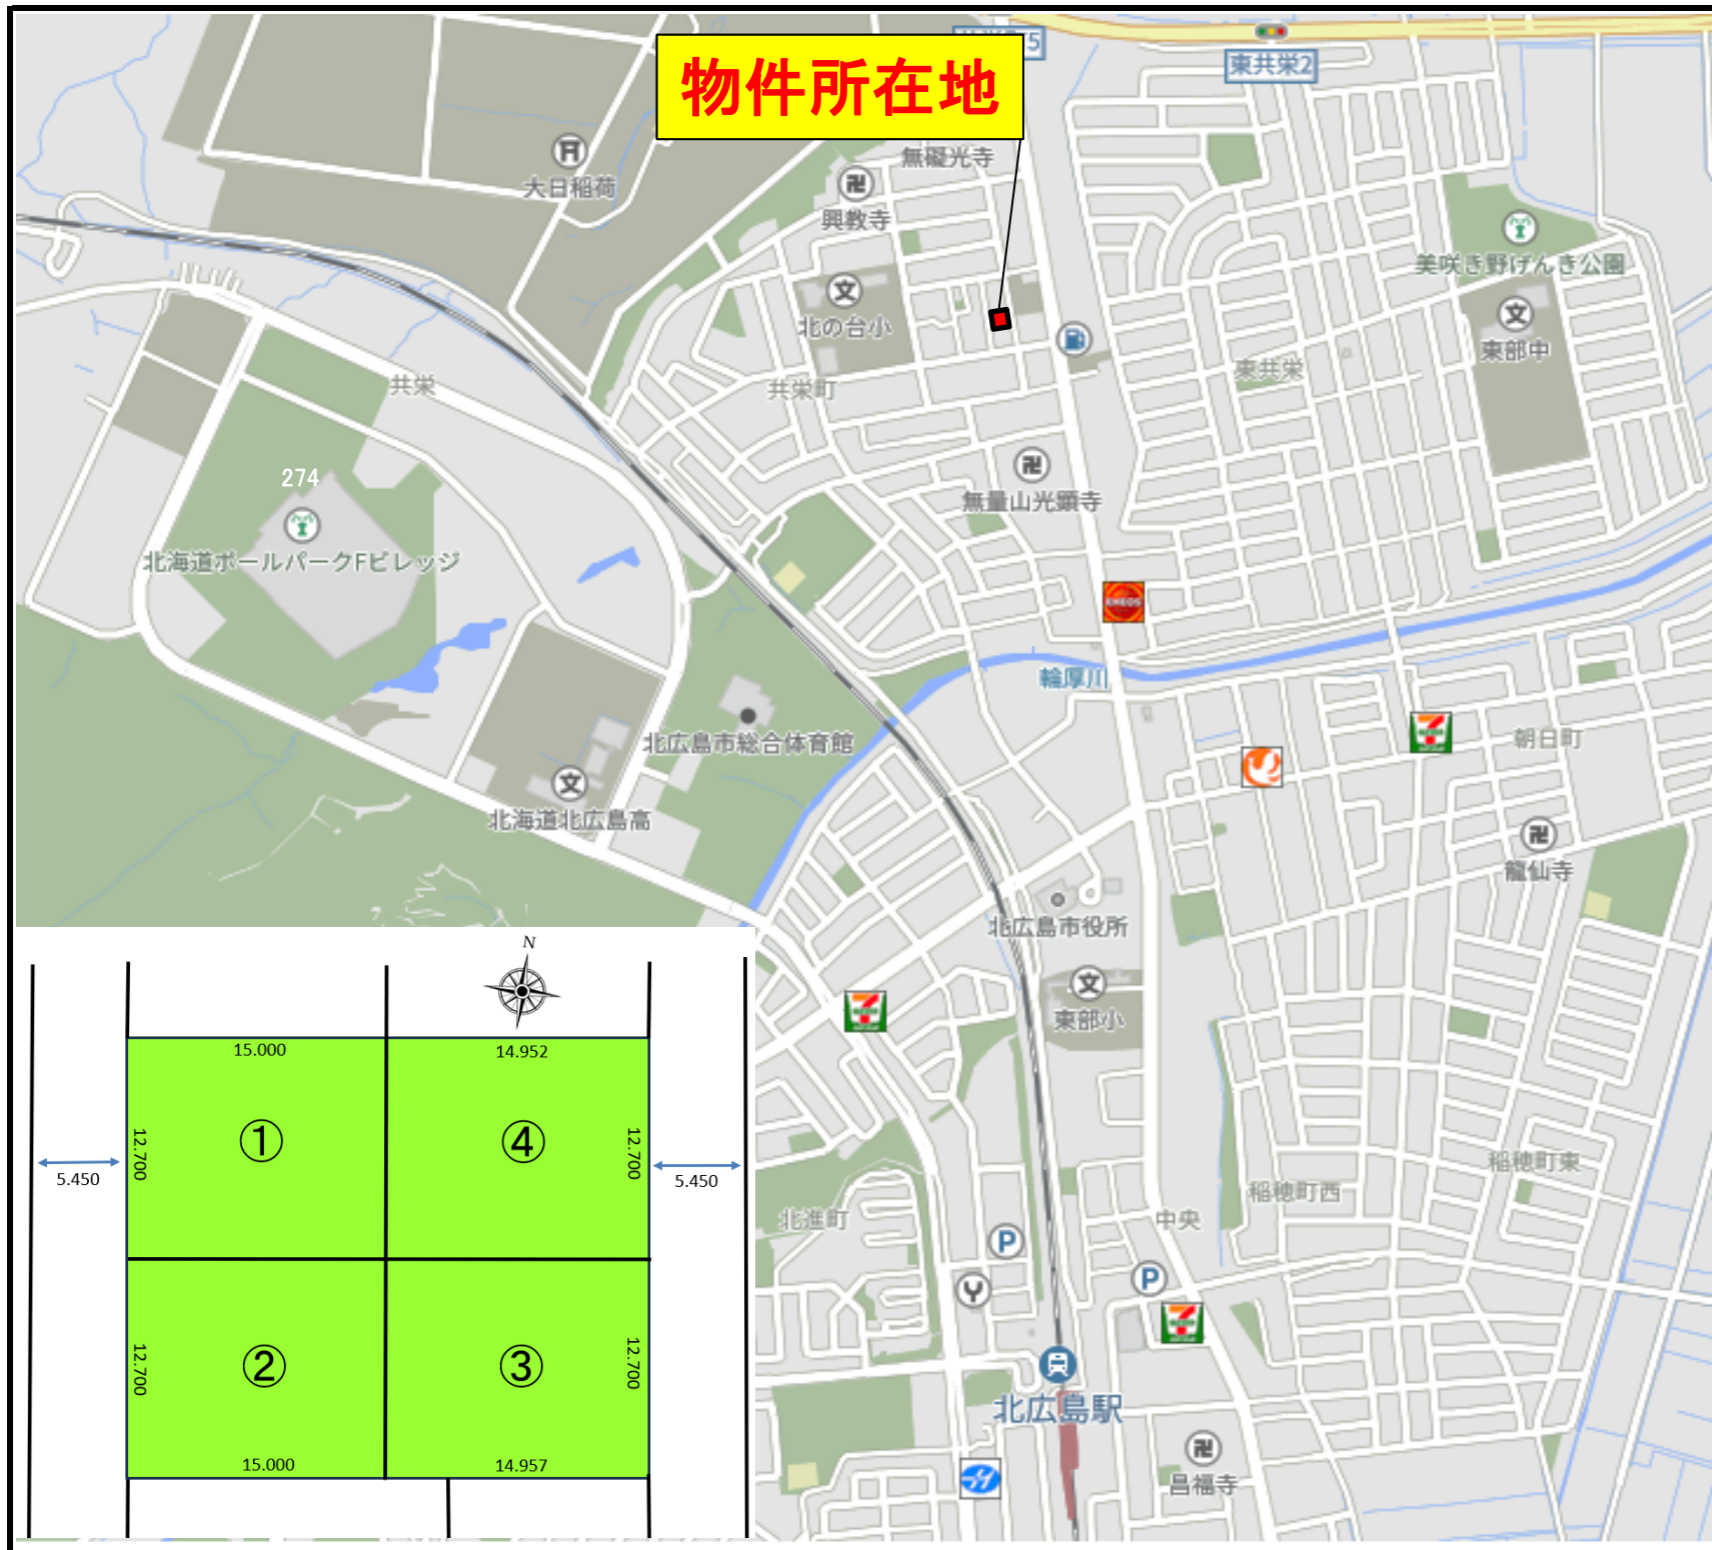 東共栄2
物件所在地
無礙光寺
大日稲荷
興教寺
美咲き野げんき公園
北の台小
東部中
共栄
共栄町
東共栄
274
無量山光顕寺
北海道ボールパークFビレッジ
ENEOS
輪厚川
北広島市総合体育館
朝日町
北海道北広島高
龍仙寺
北広島市役所
N
東部小
15.000
14.952
①
④
12.700
12.700
5.450
5.450
稲穂町東
稲穂町西
北進町
中央
P
P
②
③
12.700
12.700
北広島駅
15.000
14.957
昌福寺